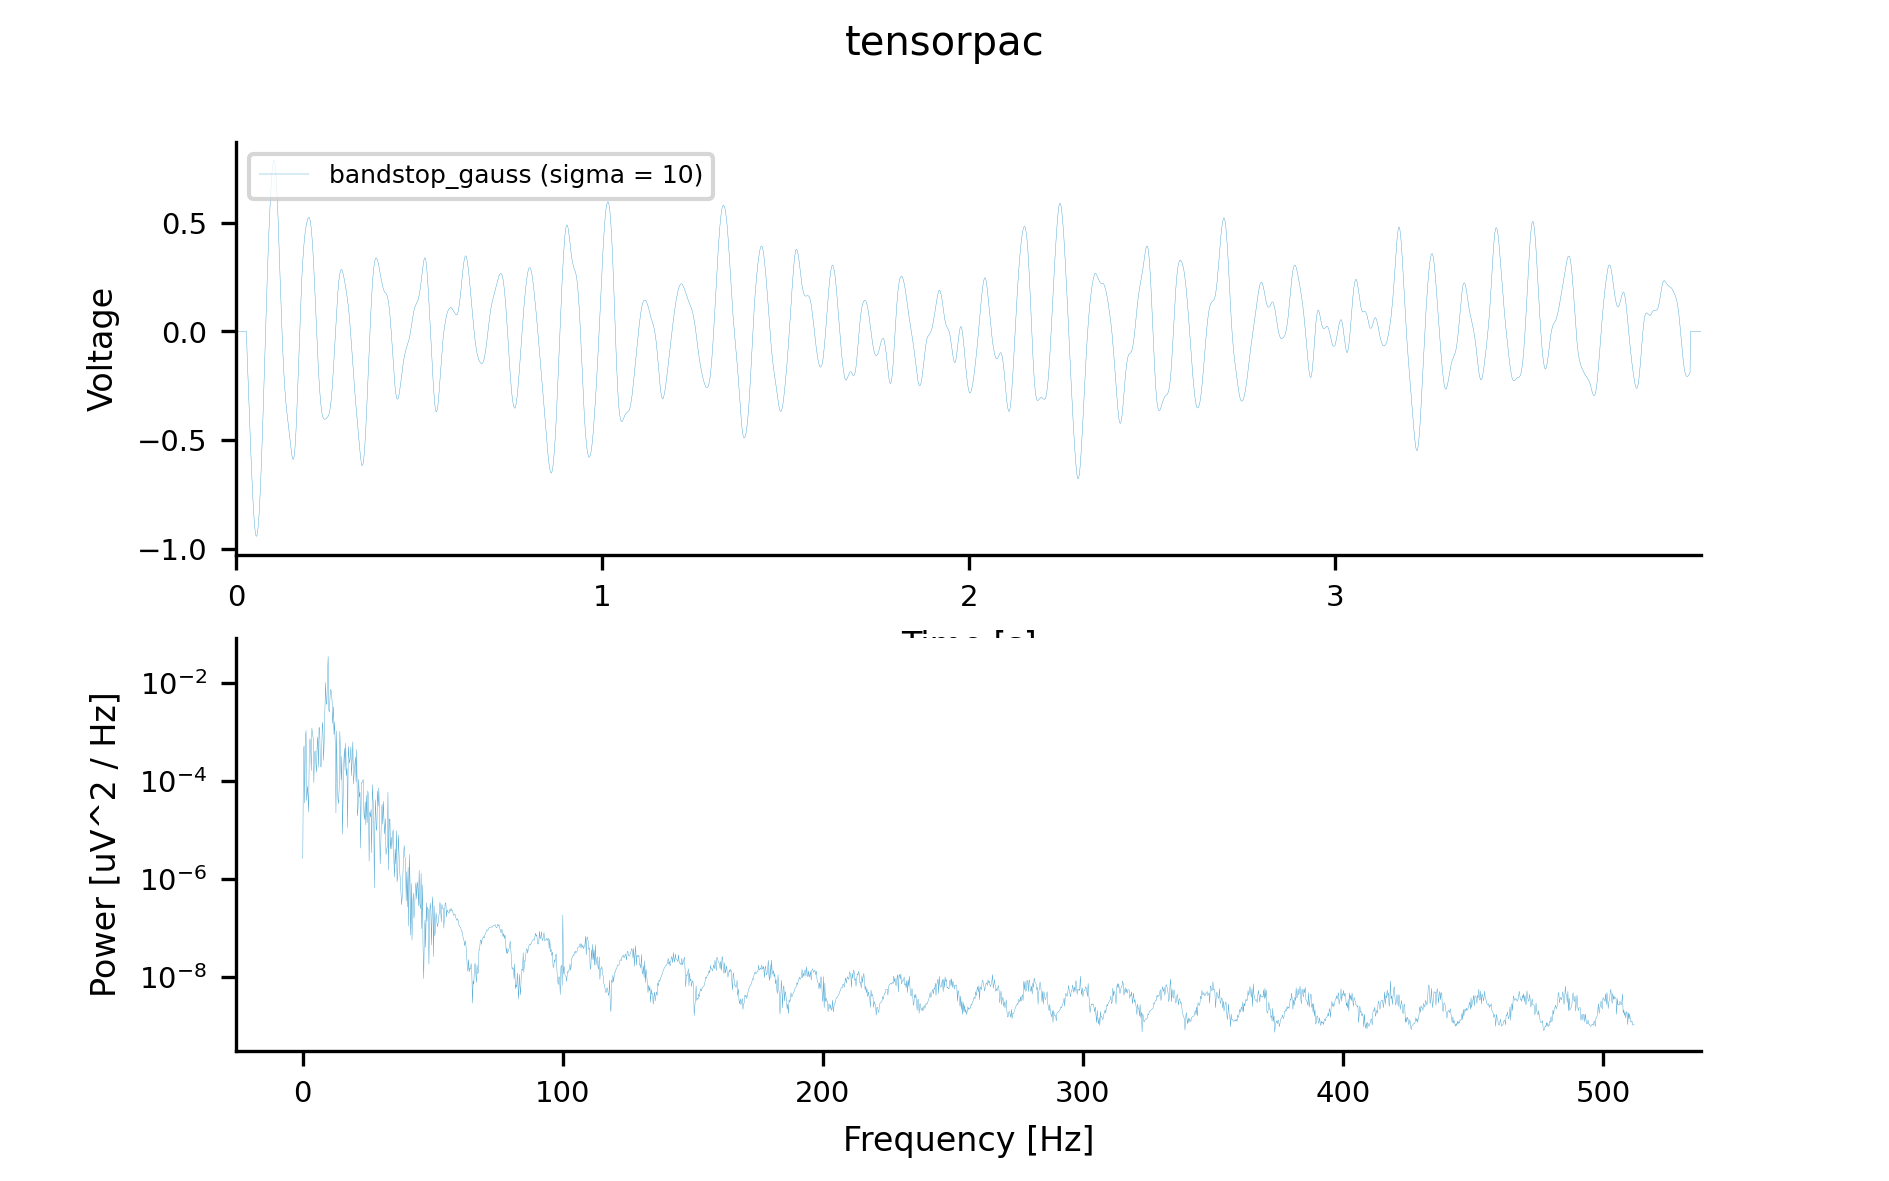 tensorpac
bandstop_gauss (sigma = 10)
Voltage
0.5
0.0
−0.5
−1.0
0 1 2 3
Time [s]
Power [uV^2 / Hz]
10⁻²
10⁻⁴
10⁻⁶
10⁻⁸
0 100 200 300 400 500
Frequency [Hz]